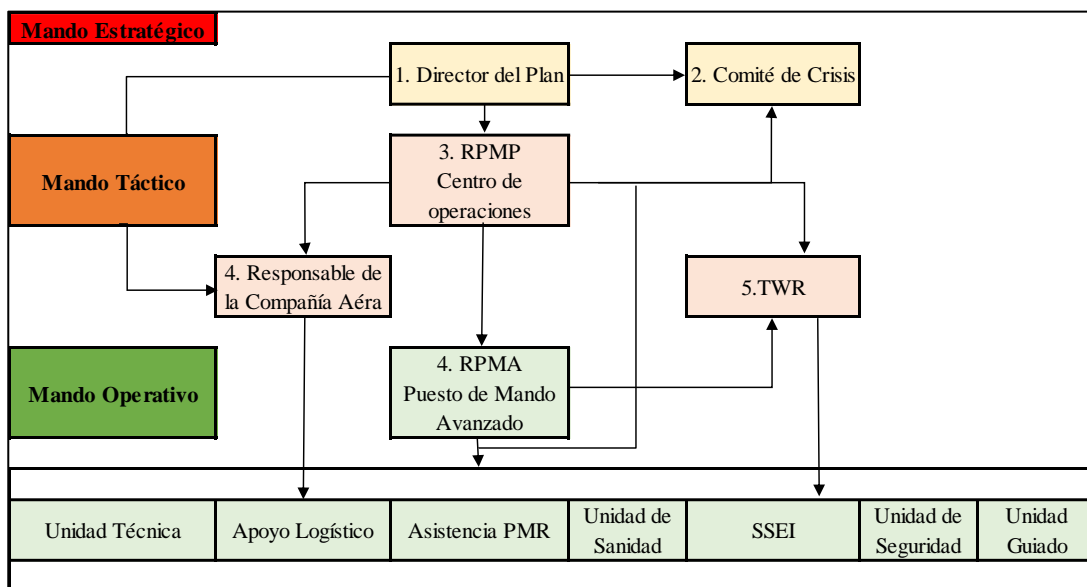 Mando Estratégico
1. Director del Plan
2. Comité de Crisis
Mando Táctico
3. RPMP
Centro de
operaciones
4. Responsable de
la Compañía Aéra
5.TWR
Mando Operativo
4. RPMA
Puesto de Mando
Avanzado
Unidad Técnica
Apoyo Logístico
Asistencia PMR
Unidad de
Sanidad
SSEI
Unidad de
Seguridad
Unidad
Guiado